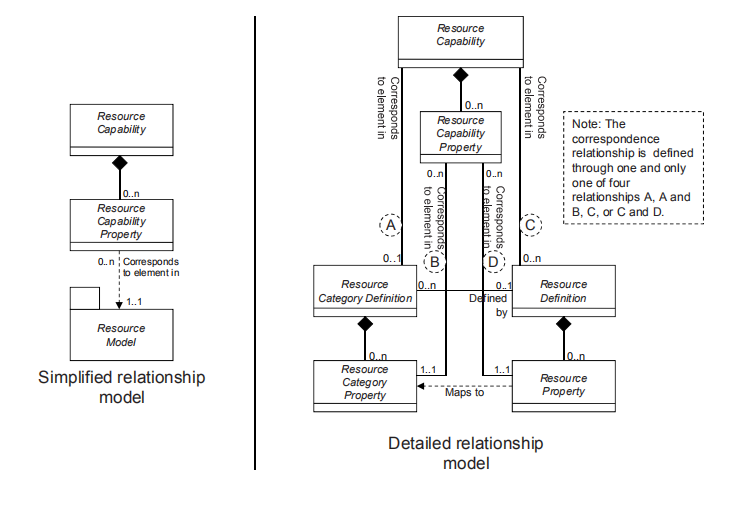 Resource
Capability
0..n
Resource
Capability
Property
0..n
Corresponds
to element in
1..1
Resource
Model
Simplified relationship
model
Resource
Capability
Corresponds
to element in
Corresponds
to element in
0..n
Resource
Capability
Property
0..n
0..n
Corresponds
to element in
Corresponds
to element in
A
B
C
D
Note: The
correspondence
relationship is defined
through one and only
one of four
relationships A, A and
B, C, or C and D.
0..1
0..n
Resource
Category Definition
0..n
0..1
Defined
by
Resource
Definition
0..n
0..n
Resource
Category
Property
1..1
1..1
Maps to
Resource
Property
Detailed relationship
model